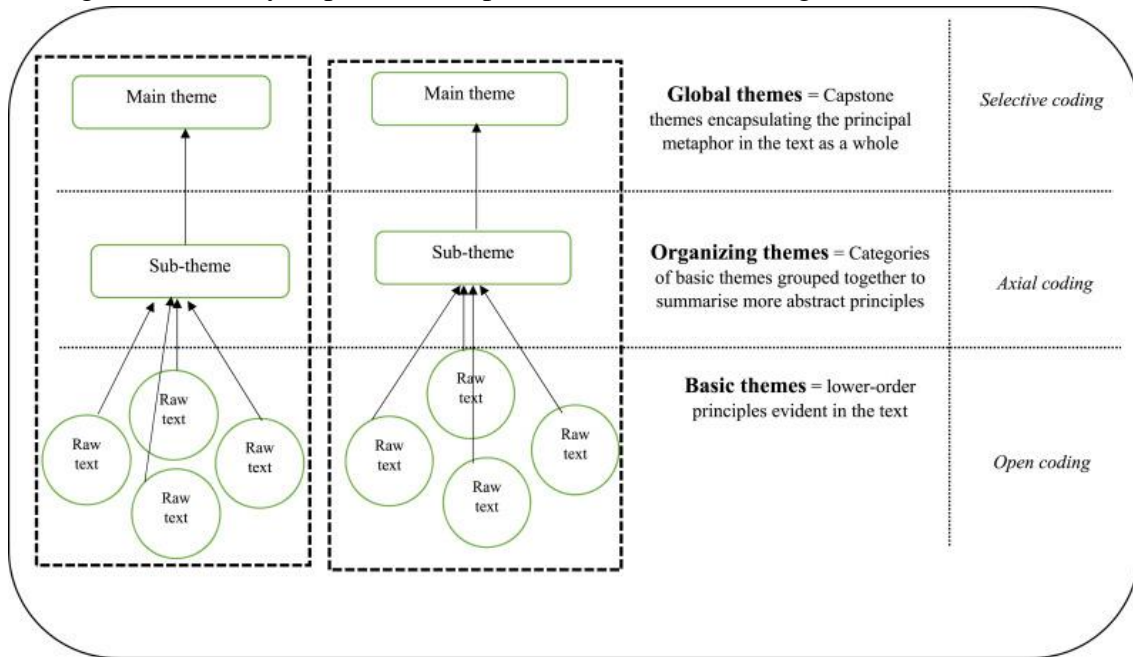 Main theme
Main theme
Global themes = Capstone
themes encapsulating the principal
metaphor in the text as a whole
Selective coding
Sub-theme
Sub-theme
Organizing themes = Categories
of basic themes grouped together to
summarise more abstract principles
Axial coding
Raw
text
Raw
text
Raw
text
Raw
text
Raw
text
Raw
text
Raw
text
Raw
text
Basic themes = lower-order
principles evident in the text
Open coding